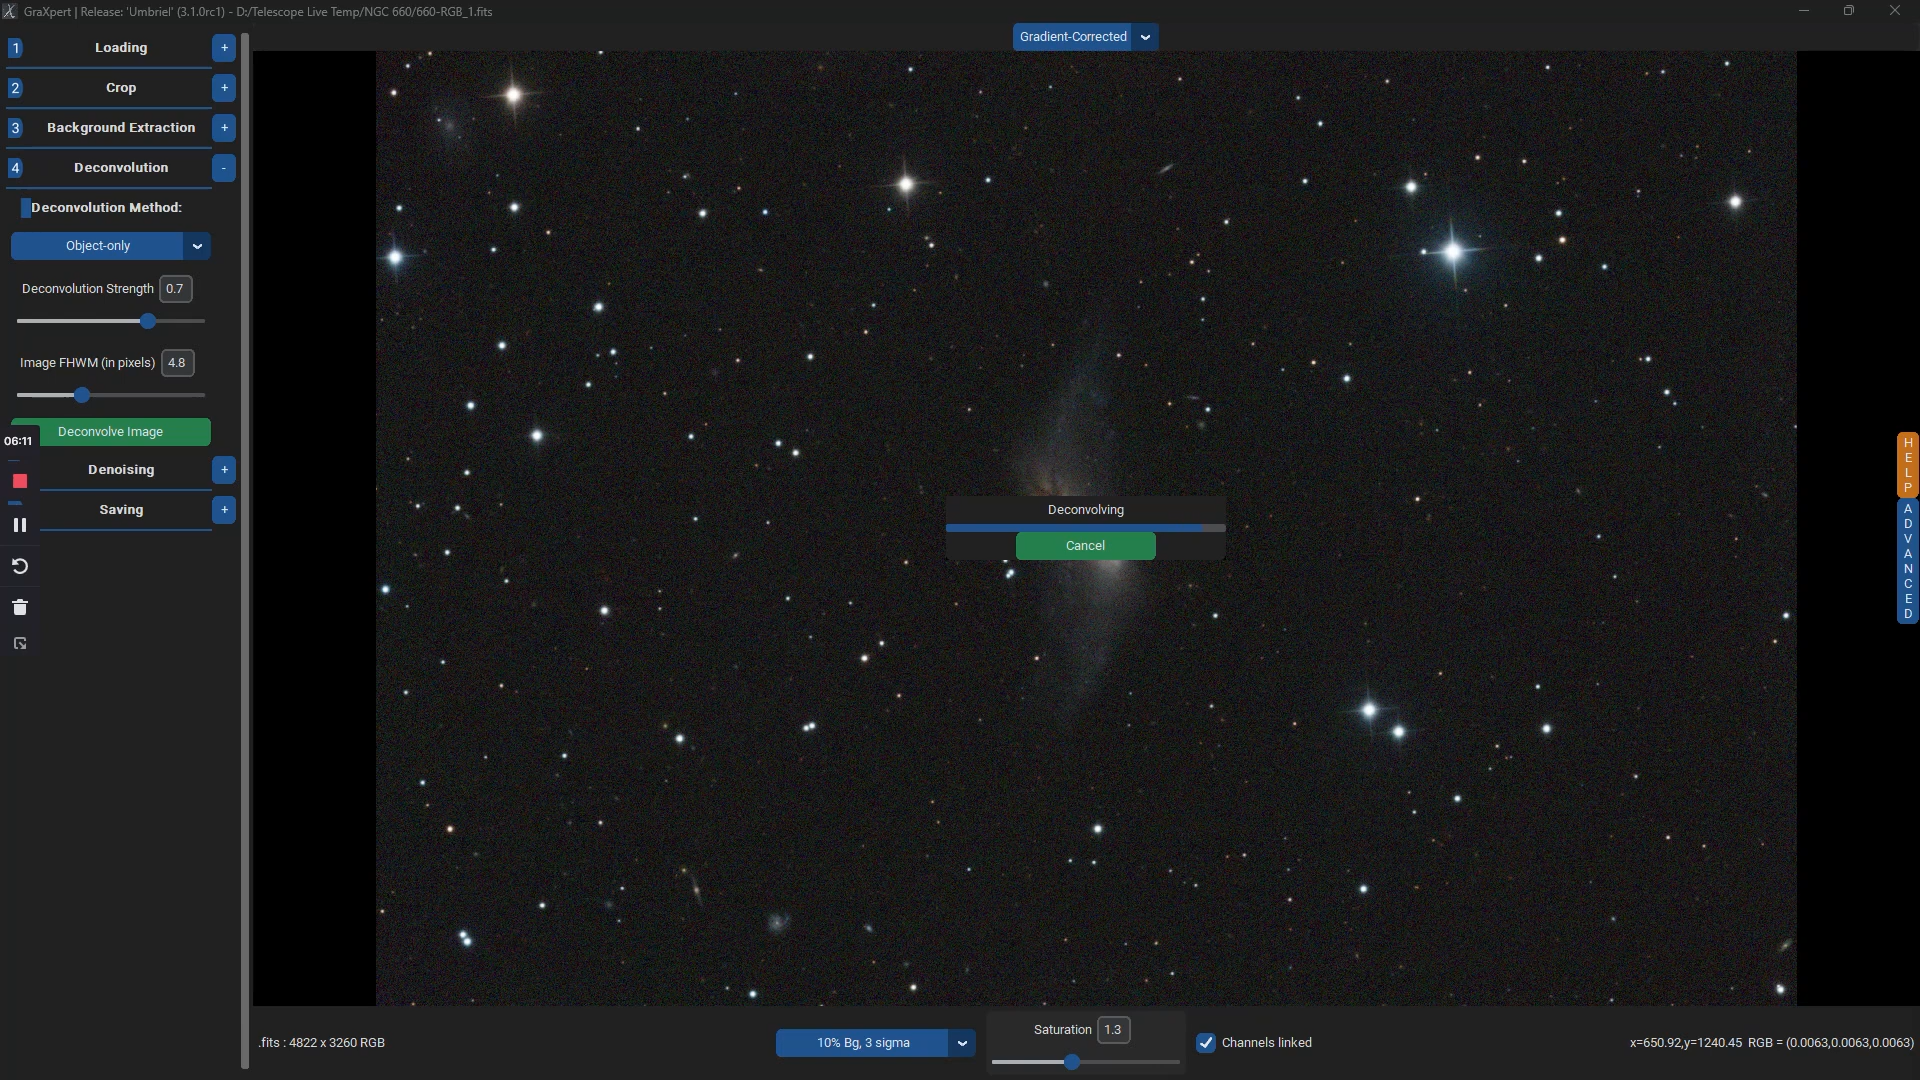 GraXpert | Release: 'Umbriel' (3.1.0rc1) - D:/Telescope Live Temp/NGC 660/660-RGB_1.fits
Gradient-Corrected
1 Loading +
2 Crop +
3 Background Extraction +
4 Deconvolution -
Deconvolution Method:
Object-only
Deconvolution Strength 0.7
Image FHWM (in pixels) 4.8
Deconvolve Image
06:11
Denoising +
Saving +
Deconvolving
Cancel
HELP
ADVANCED
.fits : 4822 x 3260 RGB
10% Bg, 3 sigma
Saturation 1.3
Channels linked
x=650.92,y=1240.45 RGB = (0.0063,0.0063,0.0063)